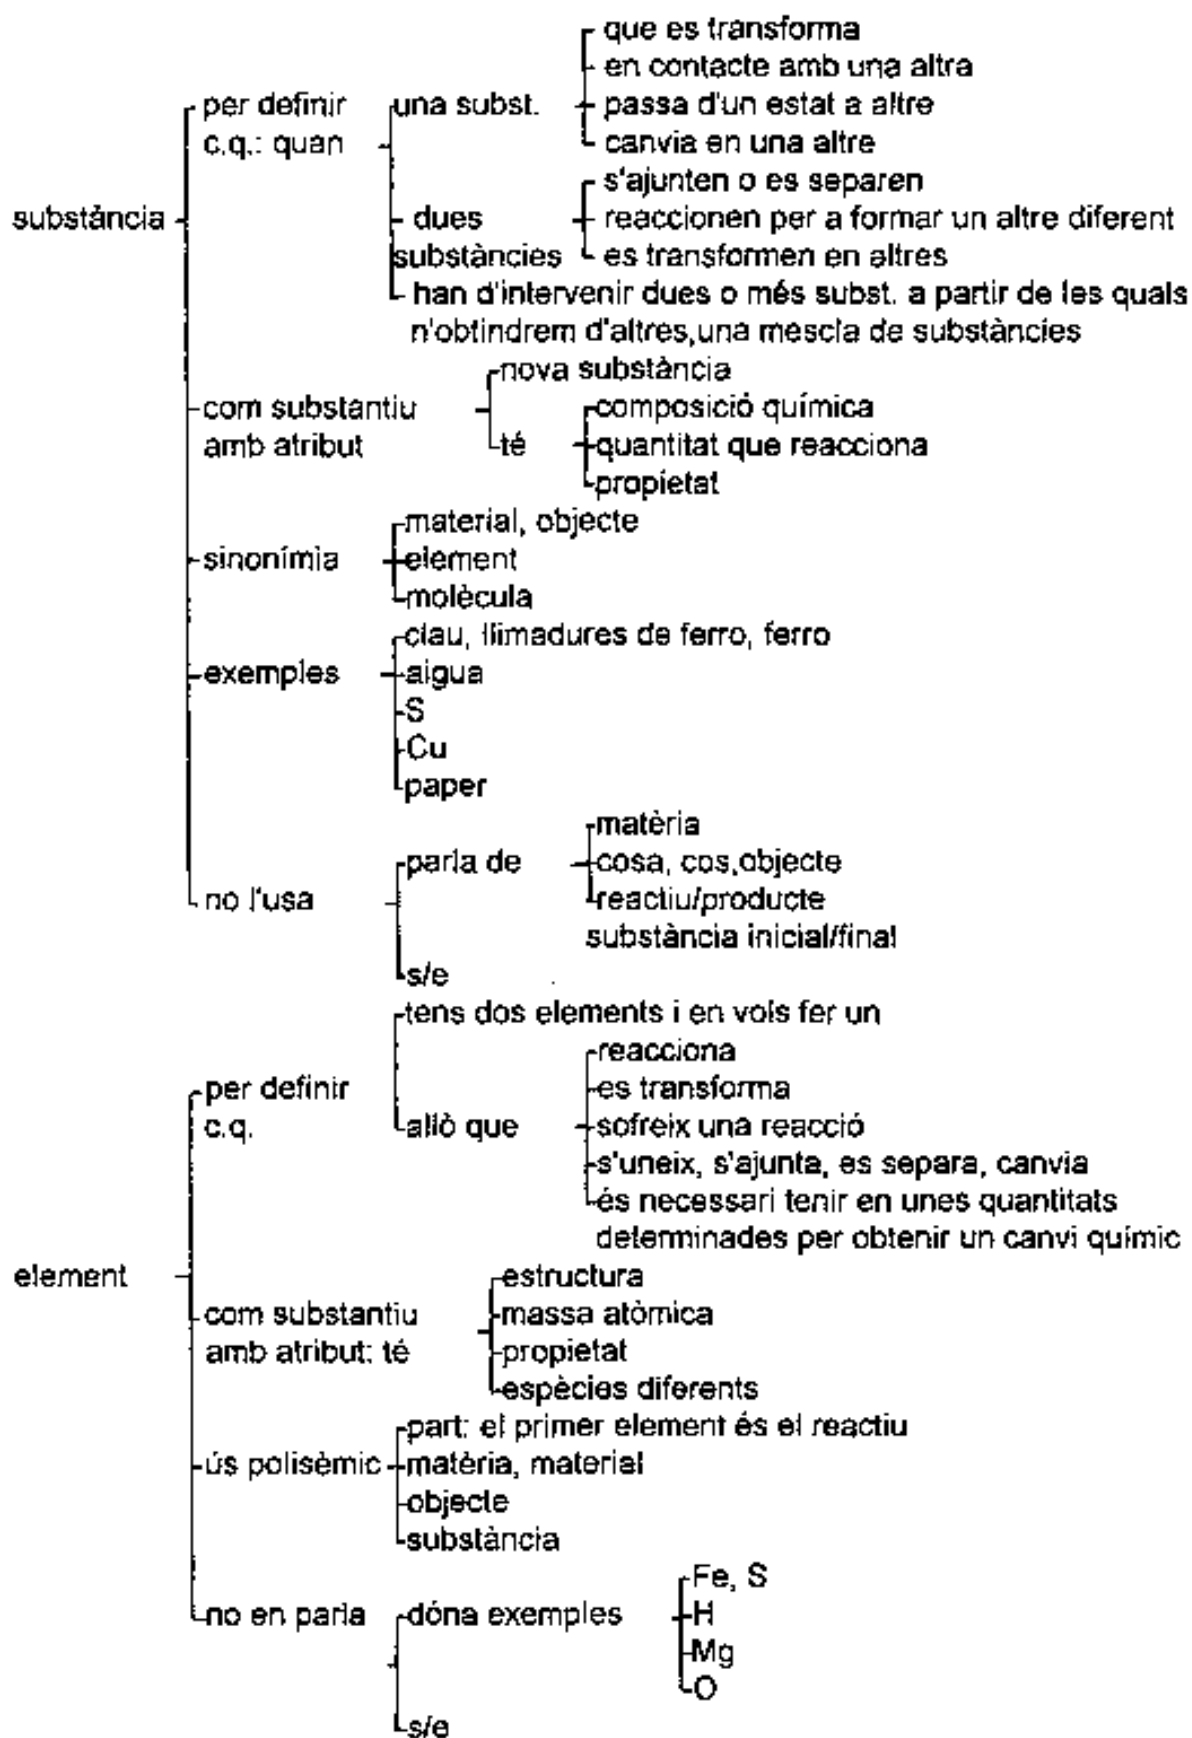 que es transforma
en contacte amb una altra
per definir una subst. passa d'un estat a altre
c.q.: quan canvia en una altre
s'ajunten o es separen
substància dues reaccionen per a formar un altre diferent
substàncies es transformen en altres
han d'intervenir dues o més subst. a partir de les quals
n'obtindrem d'altres,una mescla de substàncies
nova substància
com substantiu composició química
amb atribut té quantitat que reacciona
propietat
material, objecte
sinonímia element
molècula
clau, llimadures de ferro, ferro
exemples aigua
S
Cu
paper
matèria
parla de cosa, cos,objecte
no l'usa reactiu/producte
substància inicial/final
s/e
tens dos elements i en vols fer un
reacciona
per definir es transforma
c.q. allò que sofreix una reacció
s'uneix, s'ajunta, es separa, canvia
és necessari tenir en unes quantitats
determinades per obtenir un canvi químic
element estructura
com substantiu massa atòmica
amb atribut: té propietat
espècies diferents
part: el primer element és el reactiu
ús polisèmic matèria, material
objecte
substància
Fe, S
no en parla dóna exemples H
Mg
O
s/e